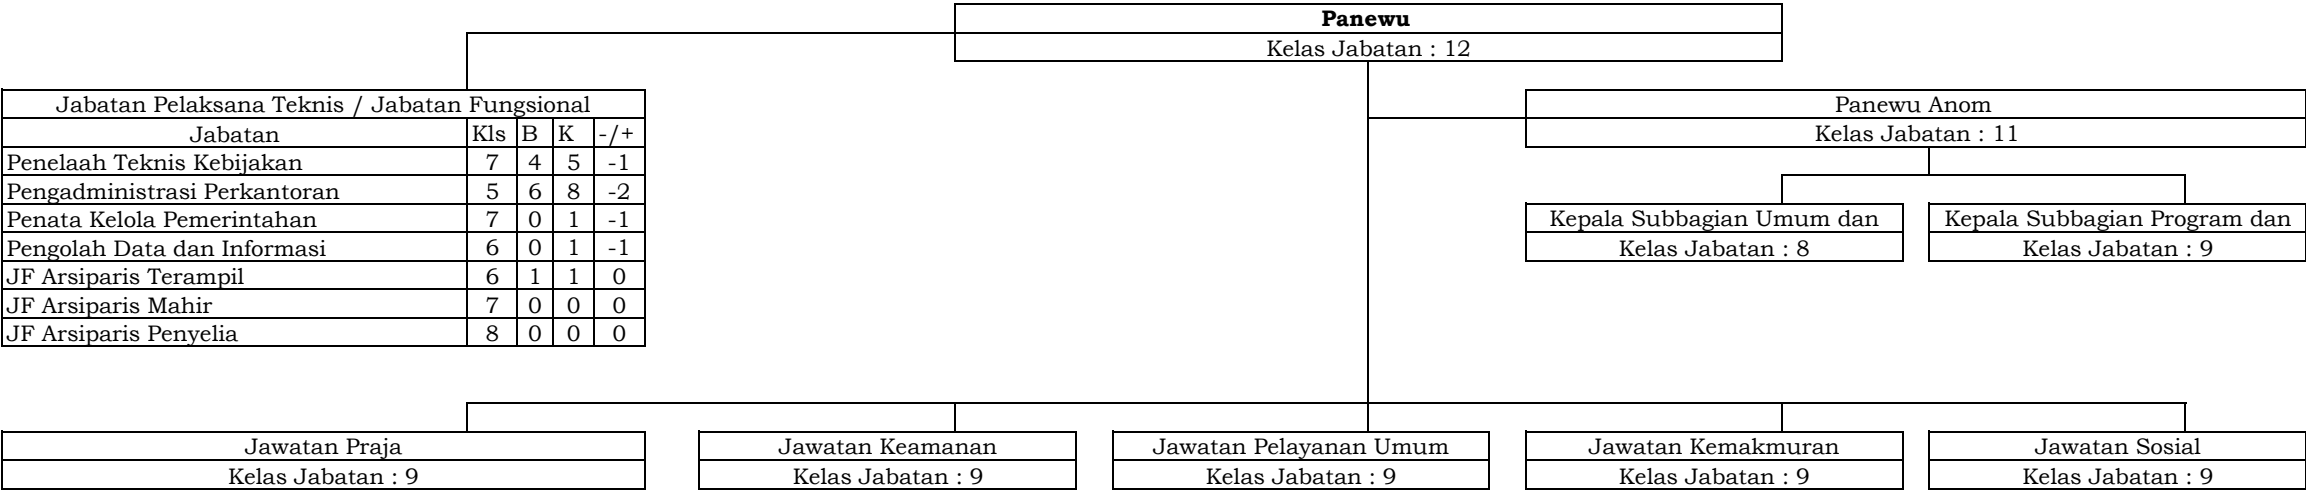 Panewu
Kelas Jabatan : 12
Jabatan Pelaksana Teknis / Jabatan Fungsional
Jabatan Kls B K -/+
Penelaah Teknis Kebijakan 7 4 5 -1
Pengadministrasi Perkantoran 5 6 8 -2
Penata Kelola Pemerintahan 7 0 1 -1
Pengolah Data dan Informasi 6 0 1 -1
JF Arsiparis Terampil 6 1 1 0
JF Arsiparis Mahir 7 0 0 0
JF Arsiparis Penyelia 8 0 0 0
Panewu Anom
Kelas Jabatan : 11
Kepala Subbagian Umum dan
Kelas Jabatan : 8
Kepala Subbagian Program dan
Kelas Jabatan : 9
Jawatan Praja
Kelas Jabatan : 9
Jawatan Keamanan
Kelas Jabatan : 9
Jawatan Pelayanan Umum
Kelas Jabatan : 9
Jawatan Kemakmuran
Kelas Jabatan : 9
Jawatan Sosial
Kelas Jabatan : 9